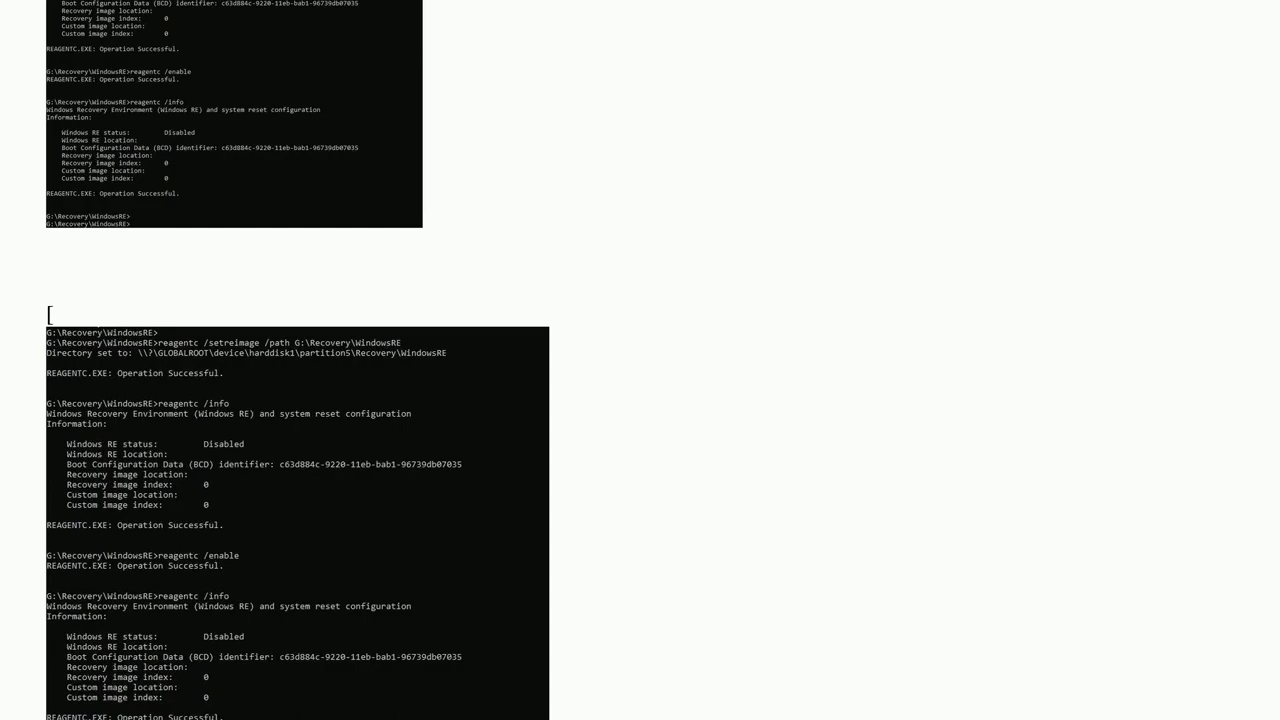 Boot Configuration Data (BCD) identifier: c63d884c-9220-11eb-bab1-96739db07035
Recovery image location:
Recovery image index: 0
Custom image location:
Custom image index: 0
REAGENTC.EXE: Operation Successful.
G:\Recovery\WindowsRE>reagentc /enable
REAGENTC.EXE: Operation Successful.
G:\Recovery\WindowsRE>reagentc /info
Windows Recovery Environment (Windows RE) and system reset configuration
Information:
Windows RE status: Disabled
Windows RE location:
Boot Configuration Data (BCD) identifier: c63d884c-9220-11eb-bab1-96739db07035
Recovery image location:
Recovery image index: 0
Custom image location:
Custom image index: 0
REAGENTC.EXE: Operation Successful.
G:\Recovery\WindowsRE>
G:\Recovery\WindowsRE>
[
G:\Recovery\WindowsRE>
G:\Recovery\WindowsRE>reagentc /setreimage /path G:\Recovery\WindowsRE
Directory set to: \\?\GLOBALROOT\device\harddisk1\partition5\Recovery\WindowsRE
REAGENTC.EXE: Operation Successful.
G:\Recovery\WindowsRE>reagentc /info
Windows Recovery Environment (Windows RE) and system reset configuration
Information:
Windows RE status: Disabled
Windows RE location:
Boot Configuration Data (BCD) identifier: c63d884c-9220-11eb-bab1-96739db07035
Recovery image location:
Recovery image index: 0
Custom image location:
Custom image index: 0
REAGENTC.EXE: Operation Successful.
G:\Recovery\WindowsRE>reagentc /enable
REAGENTC.EXE: Operation Successful.
G:\Recovery\WindowsRE>reagentc /info
Windows Recovery Environment (Windows RE) and system reset configuration
Information:
Windows RE status: Disabled
Windows RE location:
Boot Configuration Data (BCD) identifier: c63d884c-9220-11eb-bab1-96739db07035
Recovery image location:
Recovery image index: 0
Custom image location:
Custom image index: 0
REAGENTC.EXE: Operation Successful.